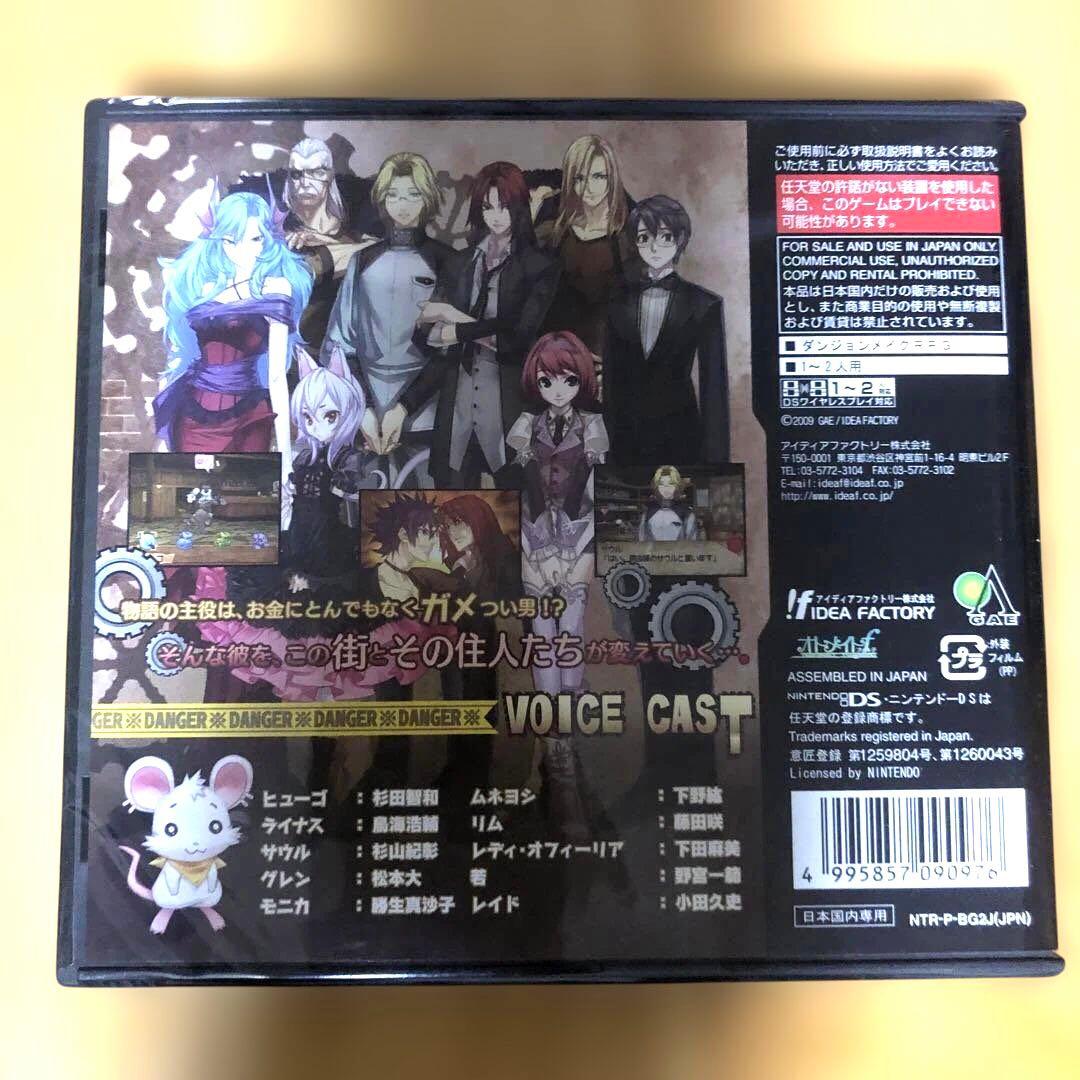 ご使用前に必ず取扱説明書をよくお読み
いただき、正しい使用方法でご愛用ください。
任天堂の許諾がない装置を使用した
場合、このゲームはプレイできない
可能性があります。
FOR SALE AND USE IN JAPAN ONLY.
COMMERCIAL USE, UNAUTHORIZED
COPY AND RENTAL PROHIBITED.
本品は日本国内だけの販売および使用
とし、また商業目的の使用や無断複製
および賃貸は禁止されています。
■ダンジョンメイクRPG
■1〜2人用
1〜2
DSワイヤレスプレイ対応
©2009 GAE/IDEA FACTORY
アイディアファクトリー株式会社
〒150-0001 東京都渋谷区神宮前1-16-4 明東ビル2F
TEL:03-5772-3104 FAX:03-5772-3102
E-mail:ideaf@ideaf.co.jp
http://www.ideaf.co.jp/
サウル
物語の主役は、お金にとんでもなくガメつい男!?
そんな彼を、この街とその住人たちが変えていく…。
GER※DANGER※DANGER※DANGER※DANGER※
VOICE CAST
ヒューゴ : 杉田智和 ムネヨシ : 下野紘
ライナス : 鳥海浩輔 リム : 藤田咲
サウル : 杉山紀彰 レディ・オフィーリア : 下田麻美
グレン : 松本大 若 : 野宮一範
モニカ : 勝生真沙子 レイド : 小田久史
!f アイディアファクトリー株式会社
IDEA FACTORY
GAE
オトメイトf
プラ
外装
フィルム
(PP)
ASSEMBLED IN JAPAN
NINTENDO DS・ニンテンドーDSは
任天堂の登録商標です。
Trademarks registered in Japan.
意匠登録 第1259804号、第1260043号
Licensed by NINTENDO
4 995857 090976
日本国内専用
NTR-P-BG2J(JPN)